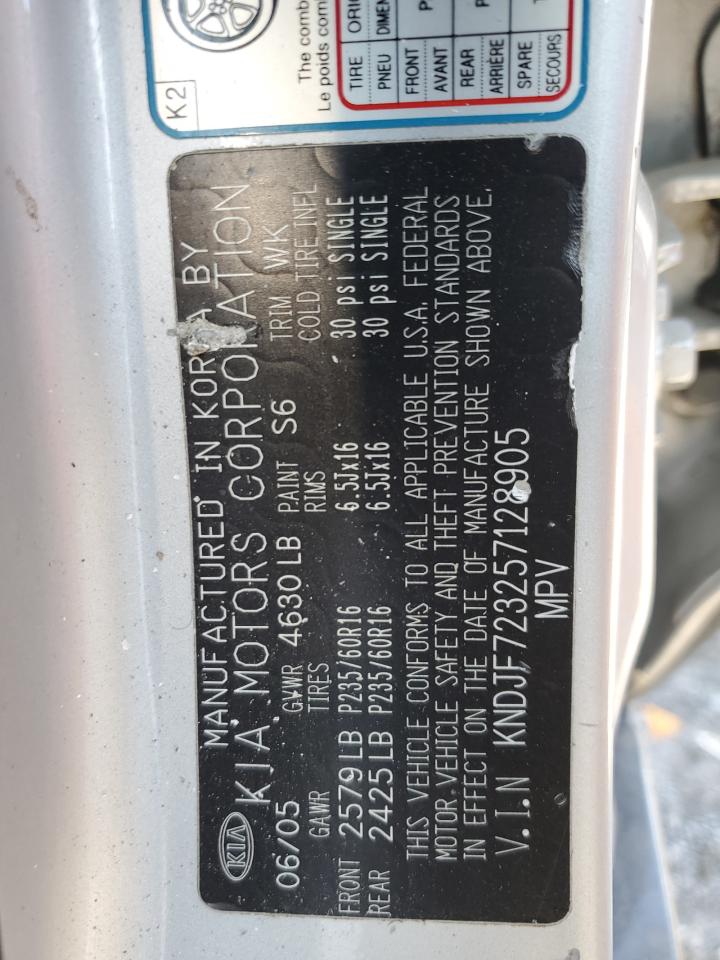 K2
The comb
Le poids com
TIRE ORI
PNEU DIMEN
FRONT P
AVANT
REAR P
ARRIÈRE
SPARE T
SECOURS
MANUFACTURED IN KOREA BY
KIA KIA MOTORS CORPORATION
06/05 GVWR 4630 LB PAINT S6 TRIM WK
GAWR TIRES RIMS COLD TIRE INFL
FRONT 2579 LB P235/60R16 6.5Jx16 30 psi SINGLE
REAR 2425 LB P235/60R16 6.5Jx16 30 psi SINGLE
THIS VEHICLE CONFORMS TO ALL APPLICABLE U.S.A. FEDERAL
MOTOR VEHICLE SAFETY AND THEFT PREVENTION STANDARDS
IN EFFECT ON THE DATE OF MANUFACTURE SHOWN ABOVE.
V.I.N KNDJF723257128905
MPV